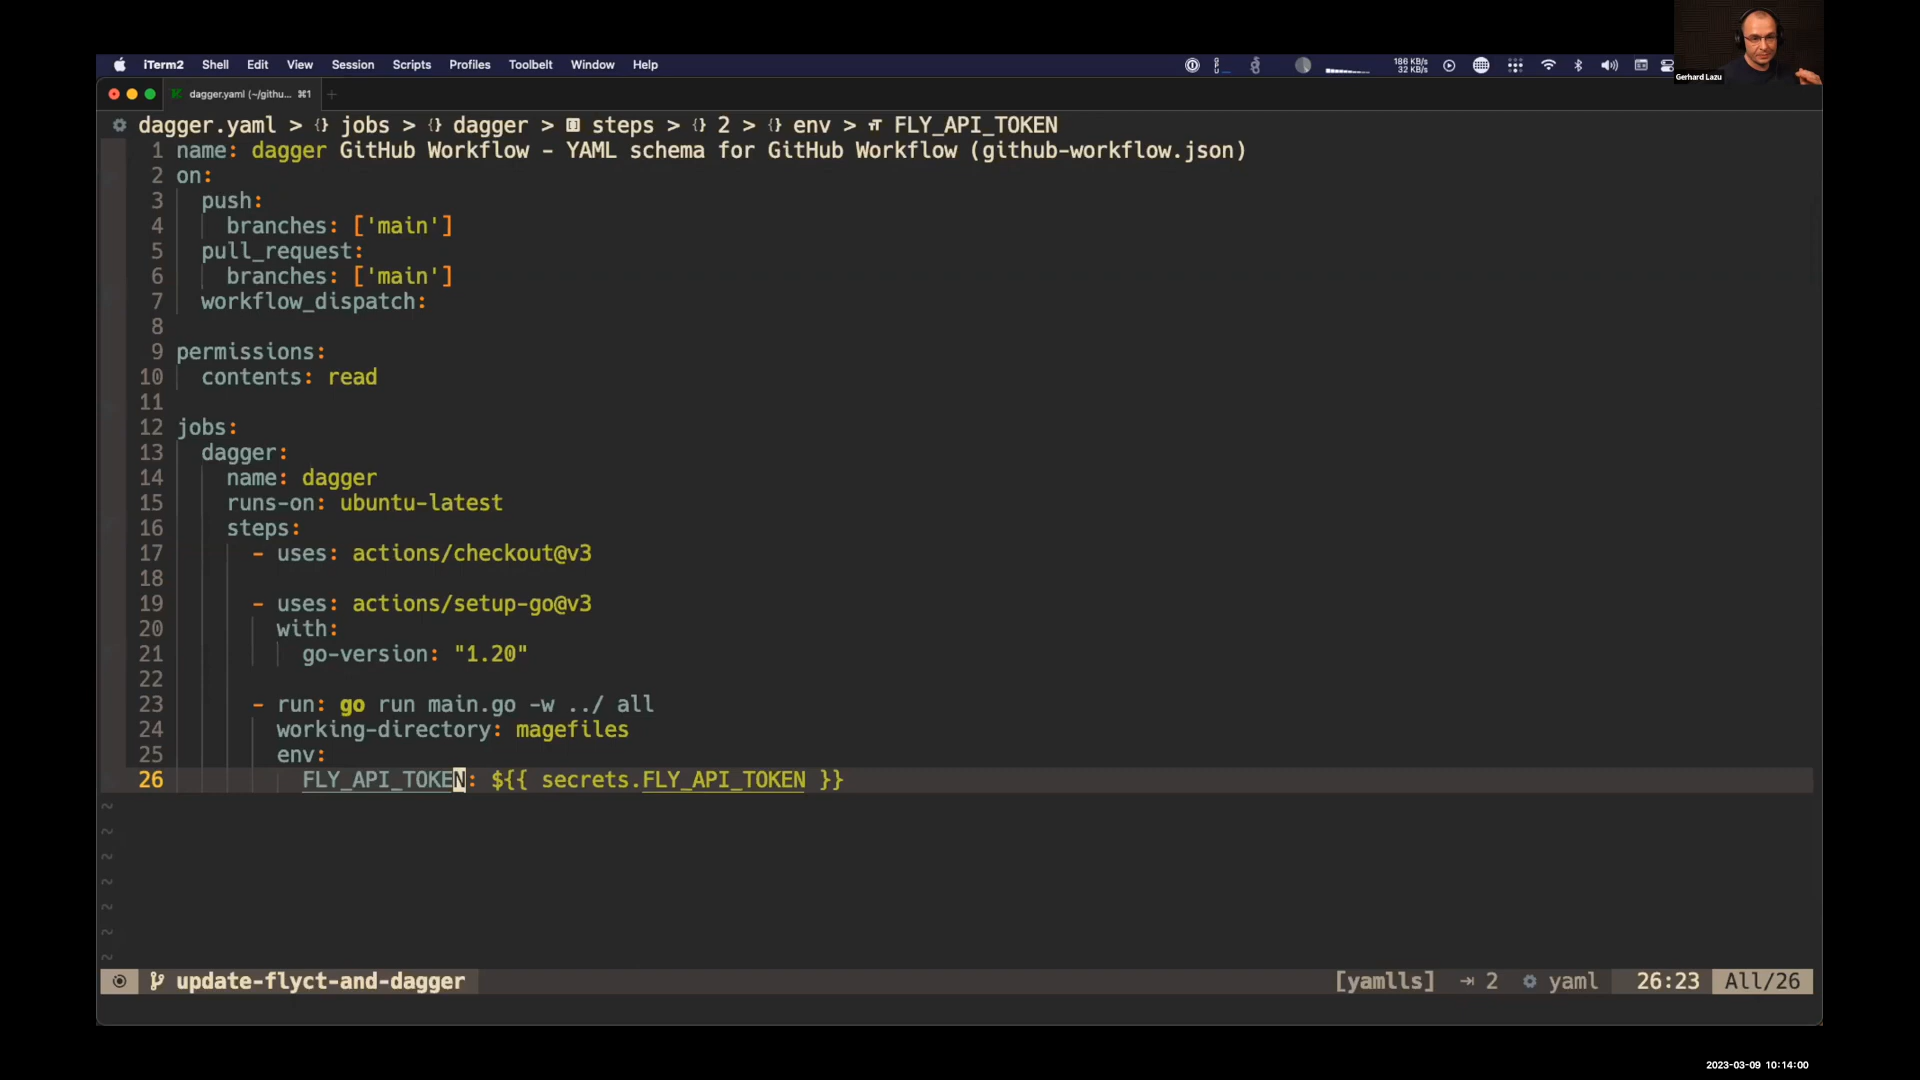 iTerm2 Shell Edit View Session Scripts Profiles Toolbelt Window Help 186 KB/s 32 KB/s
Gerhard Lazu
dagger.yaml (~/githu... ⌘1 +
dagger.yaml > {} jobs > {} dagger > steps > {} 2 > {} env > FLY_API_TOKEN
1 name: dagger GitHub Workflow - YAML schema for GitHub Workflow (github-workflow.json)
2 on:
3 push:
4 branches: ['main']
5 pull_request:
6 branches: ['main']
7 workflow_dispatch:
8
9 permissions:
10 contents: read
11
12 jobs:
13 dagger:
14 name: dagger
15 runs-on: ubuntu-latest
16 steps:
17 - uses: actions/checkout@v3
18
19 - uses: actions/setup-go@v3
20 with:
21 go-version: "1.20"
22
23 - run: go run main.go -w ../ all
24 working-directory: magefiles
25 env:
26 FLY_API_TOKEN: ${{ secrets.FLY_API_TOKEN }}
~
~
~
~
~
~
~
update-flyct-and-dagger [yamlls] ⇥ 2 yaml 26:23 All/26
2023-03-09 10:14:00